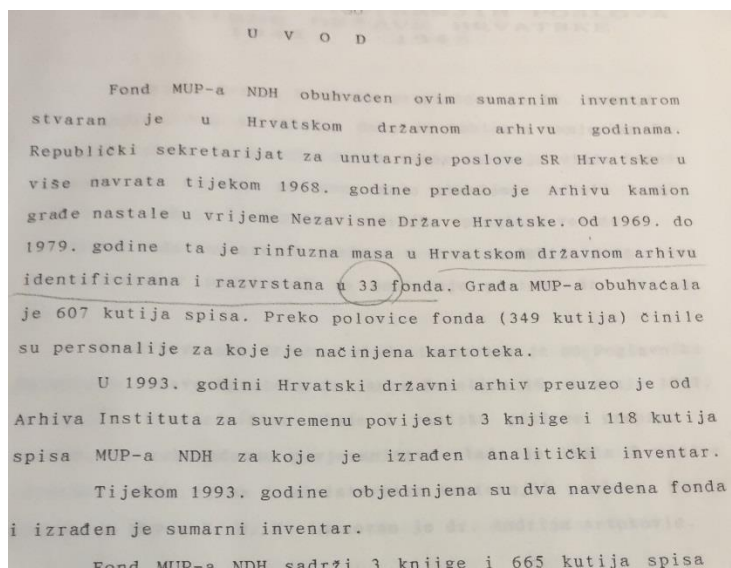 U V O D
Fond MUP-a NDH obuhvaćen ovim sumarnim inventarom
stvaran je u Hrvatskom državnom arhivu godinama.
Republički sekretarijat za unutarnje poslove SR Hrvatske u
više navrata tijekom 1968. godine predao je Arhivu kamion
građe nastale u vrijeme Nezavisne Države Hrvatske. Od 1969. do
1979. godine ta je rinfuzna masa u Hrvatskom državnom arhivu
identificirana i razvrstana u 33 fonda. Građa MUP-a obuhvaćala
je 607 kutija spisa. Preko polovice fonda (349 kutija) činile
su personalije za koje je načinjena kartoteka.
U 1993. godini Hrvatski državni arhiv preuzeo je od
Arhiva Instituta za suvremenu povijest 3 knjige i 118 kutija
spisa MUP-a NDH za koje je izrađen analitički inventar.
Tijekom 1993. godine objedinjena su dva navedena fonda
i izrađen je sumarni inventar.
Fond MUP-a NDH sadrži 3 knjige i 665 kutija spisa